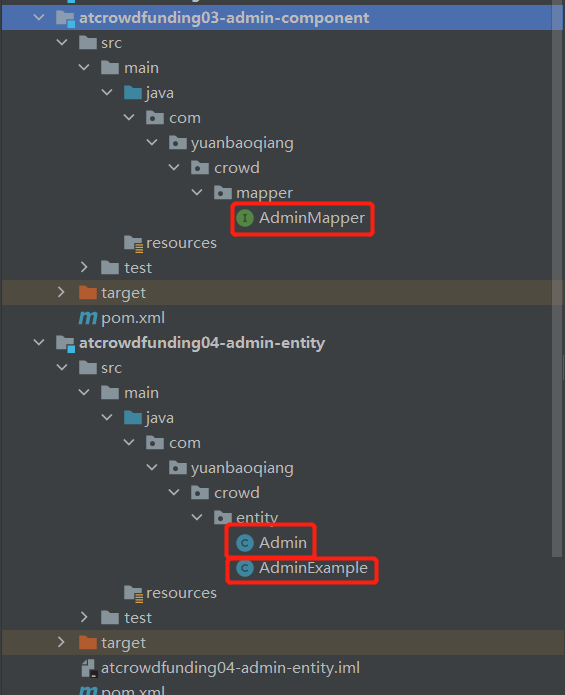 atcrowdfunding03-admin-component
src
main
java
com
yuanbaoqiang
crowd
mapper
I AdminMapper
resources
test
target
m pom.xml
atcrowdfunding04-admin-entity
src
main
java
com
yuanbaoqiang
crowd
entity
C Admin
C AdminExample
resources
test
target
atcrowdfunding04-admin-entity.iml
m pom.xml